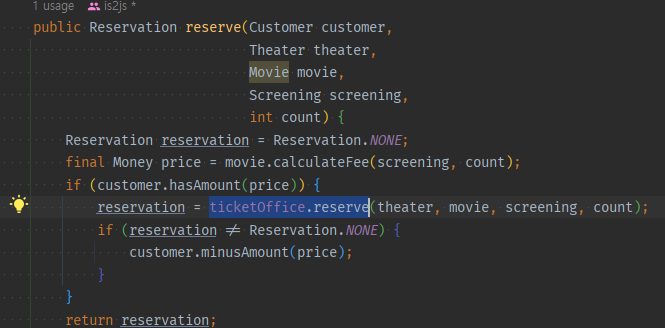 1 usage is2js *
public Reservation reserve(Customer customer,
Theater theater,
Movie movie,
Screening screening,
int count) {
Reservation reservation = Reservation.NONE;
final Money price = movie.calculateFee(screening, count);
if (customer.hasAmount(price)) {
reservation = ticketOffice.reserve(theater, movie, screening, count);
if (reservation ≠ Reservation.NONE) {
customer.minusAmount(price);
}
}
return reservation;